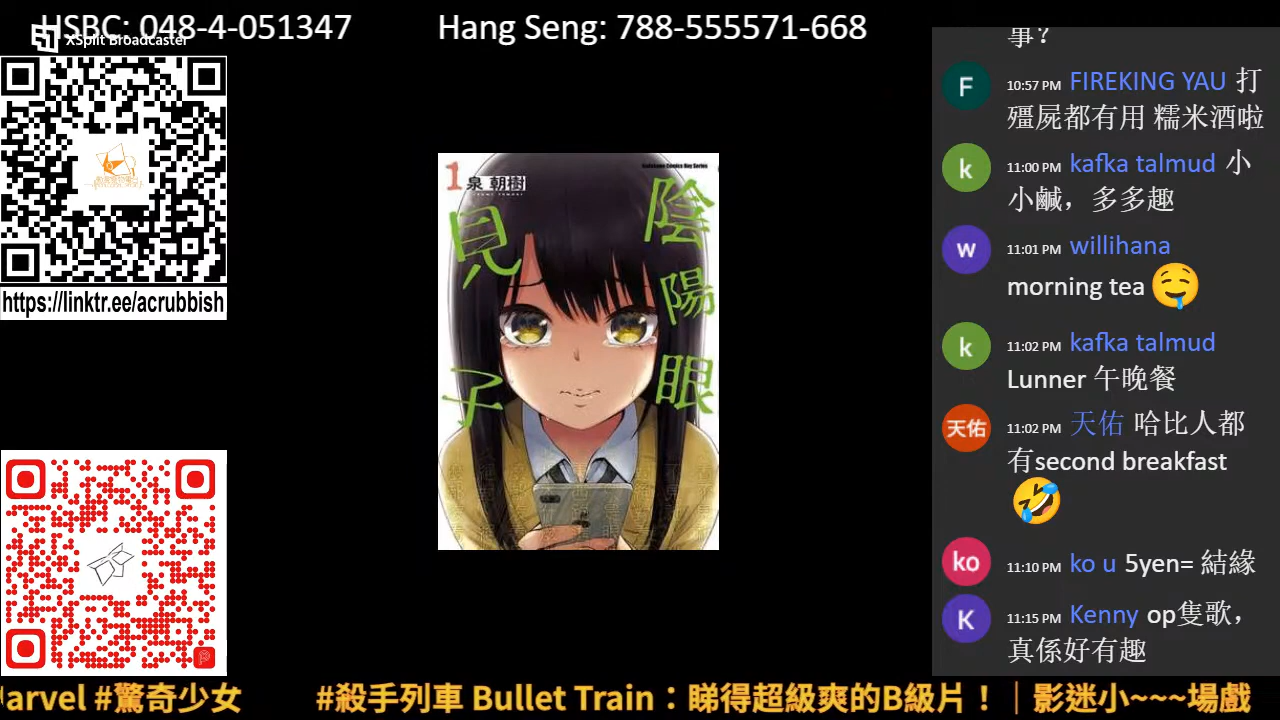 HSBC: 048-4-051347
Hang Seng: 788-555571-668
XSplit Broadcaster
https://linktr.ee/acrubbish
1
泉 朝樹
陰陽眼
見子
事?
F 10:57 PM FIREKING YAU 打
殭屍都有用 糯米酒啦
k 11:00 PM kafka talmud 小
小鹹，多多趣
w 11:01 PM willihana
morning tea 🤤
k 11:02 PM kafka talmud
Lunner 午晚餐
天佑 11:02 PM 天佑 哈比人都
有second breakfast
🤣
ko 11:10 PM ko u 5yen= 結緣
K 11:15 PM Kenny op隻歌，
真係好有趣
arvel #驚奇少女 #殺手列車 Bullet Train：睇得超級爽的B級片！｜影迷小~~~場戲